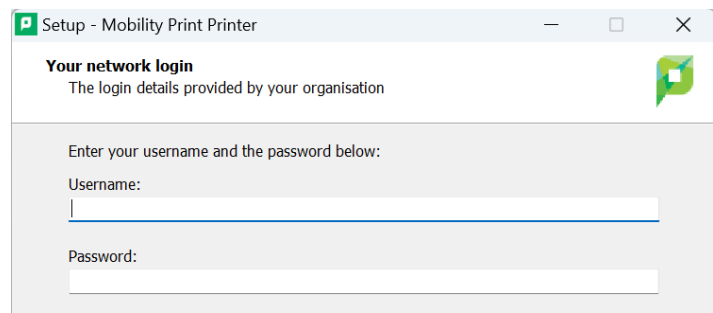 Setup - Mobility Print Printer
Your network login
The login details provided by your organisation
Enter your username and the password below:
Username:
Password: